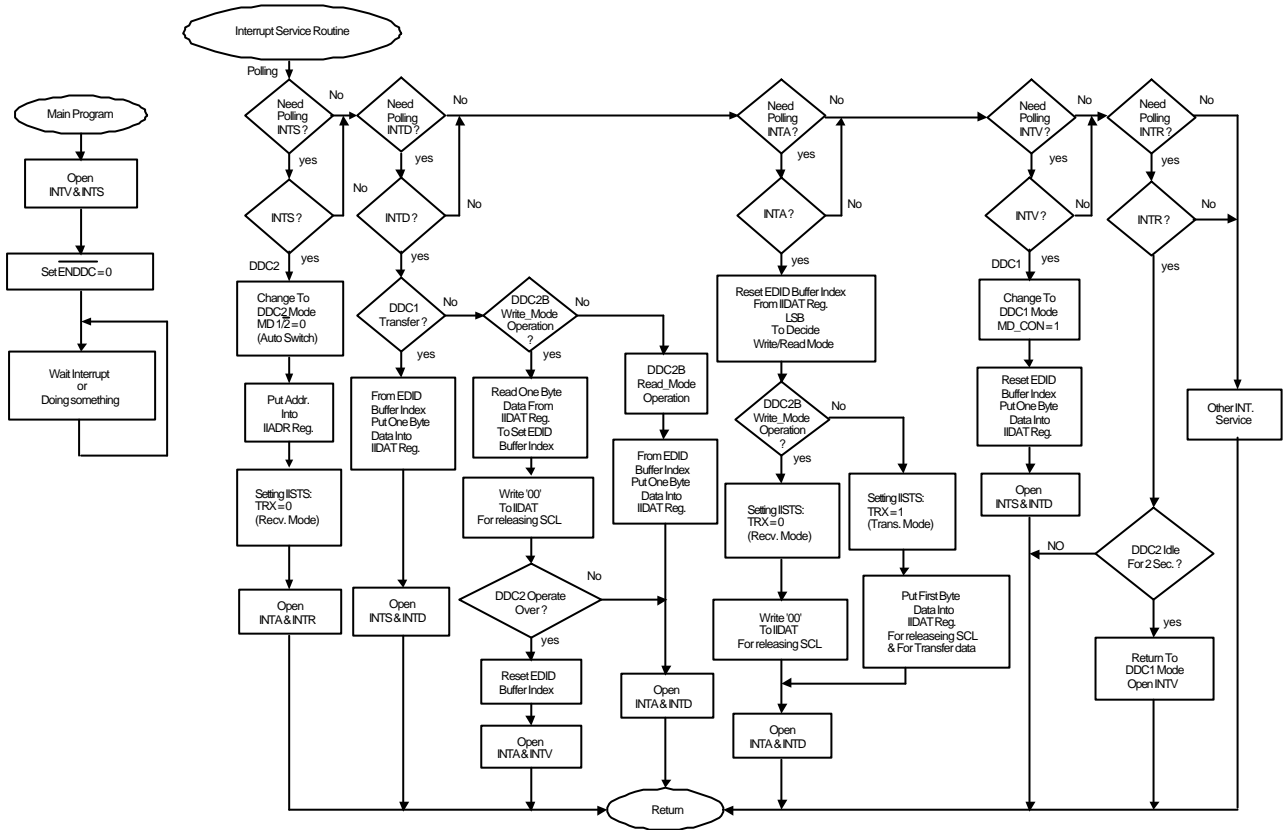 Interrupt Service Routine
Polling
Main Program
Open
INTV & INTS
Set ENDDC = 0
Wait Interrupt
or
Doing something
Need
Polling
INTS ?
No
yes
INTS ?
No
yes
DDC2
Change To
DDC2 Mode
MD 1/2 = 0
(Auto Switch)
Put Addr.
Into
IIADR Reg.
Setting IISTS:
TRX = 0
(Recv. Mode)
Open
INTA & INTR
Need
Polling
INTD ?
No
yes
INTD ?
No
yes
DDC1
Transfer ?
No
yes
From EDID
Buffer Index
Put One Byte
Data Into
IIDAT Reg.
Open
INTS & INTD
DDC2B
Write_Mode
Operation
?
No
yes
Read One Byte
Data From
IIDAT Reg.
To Set EDID
Buffer Index
Write '00'
To IIDAT
For releasing SCL
DDC2 Operate
Over ?
No
yes
Reset EDID
Buffer Index
Open
INTA & INTV
DDC2B
Read_Mode
Operation
From EDID
Buffer Index
Put One Byte
Data Into
IIDAT Reg.
Open
INTA & INTD
Need
Polling
INTA ?
No
yes
INTA ?
No
yes
Reset EDID Buffer Index
From IIDAT Reg.
LSB
To Decide
Write/Read Mode
DDC2B
Write_Mode
Operation
?
No
yes
Setting IISTS:
TRX = 0
(Recv. Mode)
Write '00'
To IIDAT
For releasing SCL
Setting IISTS:
TRX = 1
(Trans. Mode)
Put First Byte
Data Into
IIDAT Reg.
For releaseing SCL
& For Transfer data
Open
INTA & INTD
Need
Polling
INTV ?
No
yes
INTV ?
No
yes
DDC1
Change To
DDC1 Mode
MD_CON = 1
Reset EDID
Buffer Index
Put One Byte
Data Into
IIDAT Reg.
Open
INTS & INTD
Need
Polling
INTR ?
No
yes
INTR ?
No
yes
Other INT.
Service
DDC2 Idle
For 2 Sec. ?
NO
yes
Return To
DDC1 Mode
Open INTV
Return